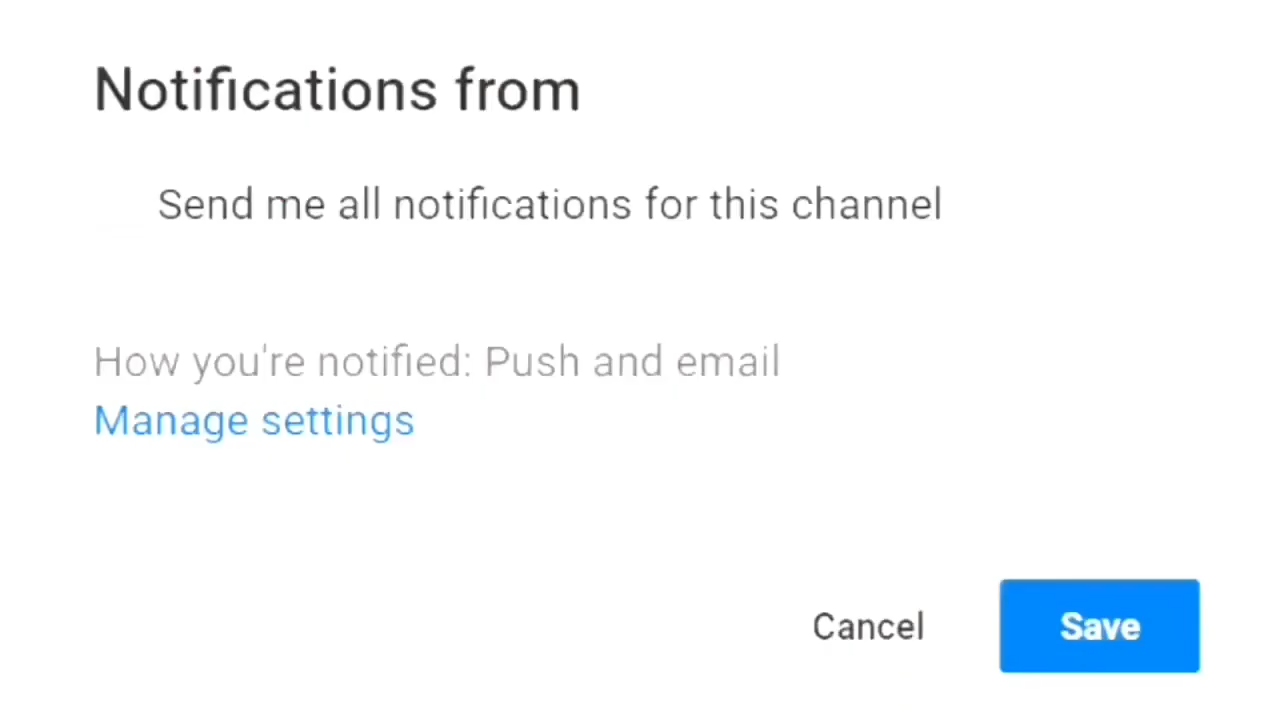 Notifications from
Send me all notifications for this channel
How you're notified: Push and email
Manage settings
Cancel
Save